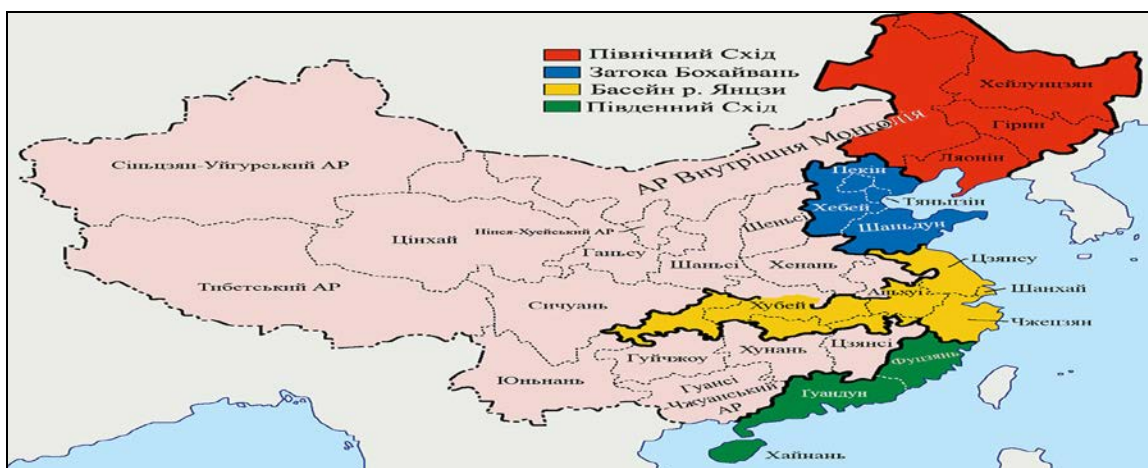 Північний Схід
Затока Бохайвань
Басейн р. Янцзи
Південний Схід
Хейлунцзян
Гірин
Ляонін
АР Внутрішня Монголія
Сіньцзян-Уйгурський АР
Пекін
Хебей
Тяньцзін
Шаньдун
Цінхай
Нінся-Хуейський АР
Ганьсу
Шеньсі
Шаньсі
Хенань
Цзянсу
Тибетський АР
Сичуань
Хубей
Аньхуї
Шанхай
Чжецзян
Гуйчжоу
Хунань
Цзянсі
Фуцзянь
Юньнань
Гуансі
Чжуанський
АР
Гуандун
Хайнань